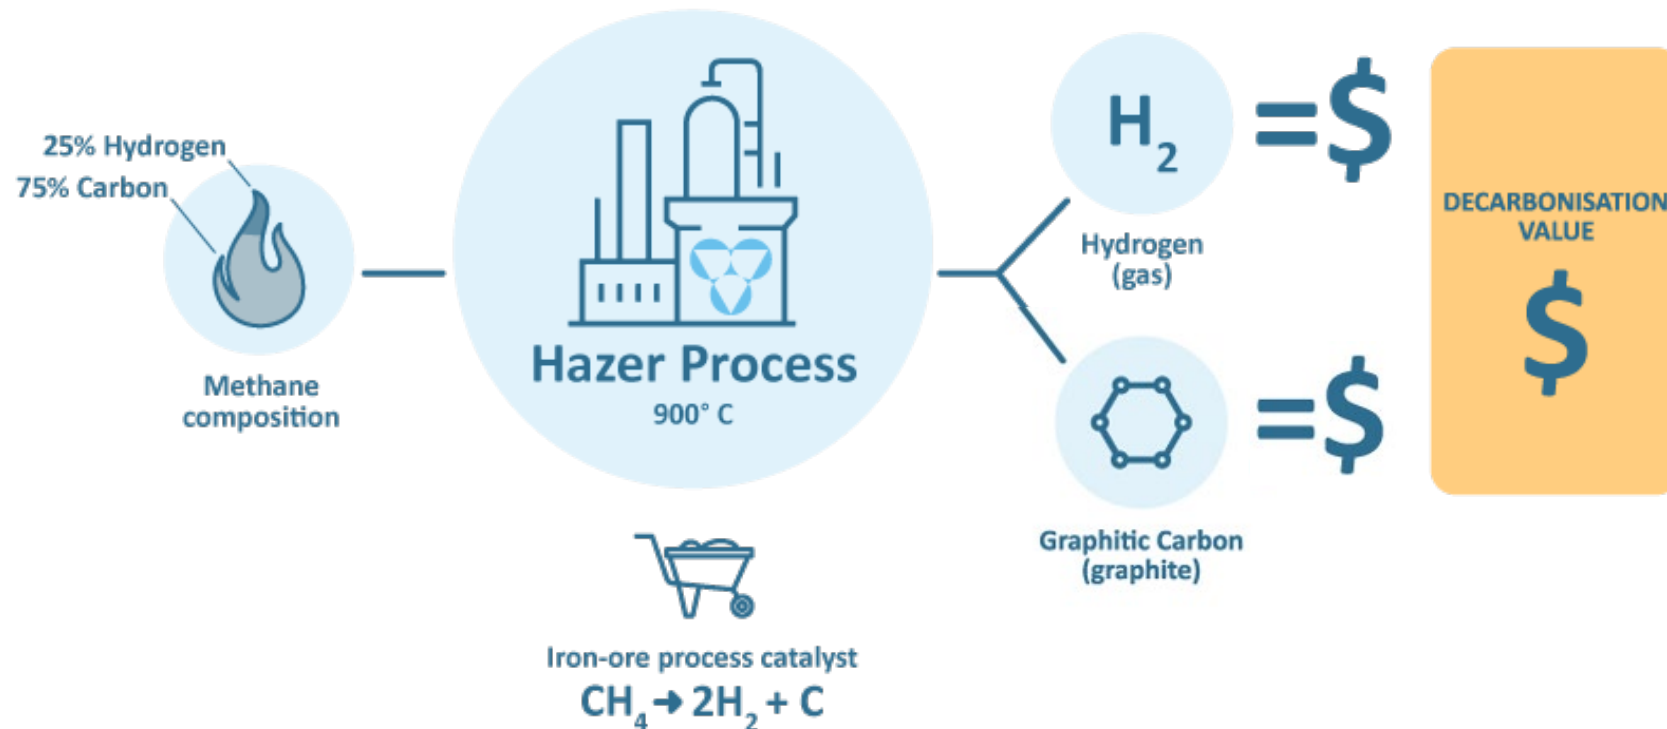 25% Hydrogen
75% Carbon
Methane
composition
Hazer Process
900° C
Iron-ore process catalyst
CH₄ → 2H₂ + C
H₂
=$
Hydrogen
(gas)
=$
Graphitic Carbon
(graphite)
DECARBONISATION
VALUE
$